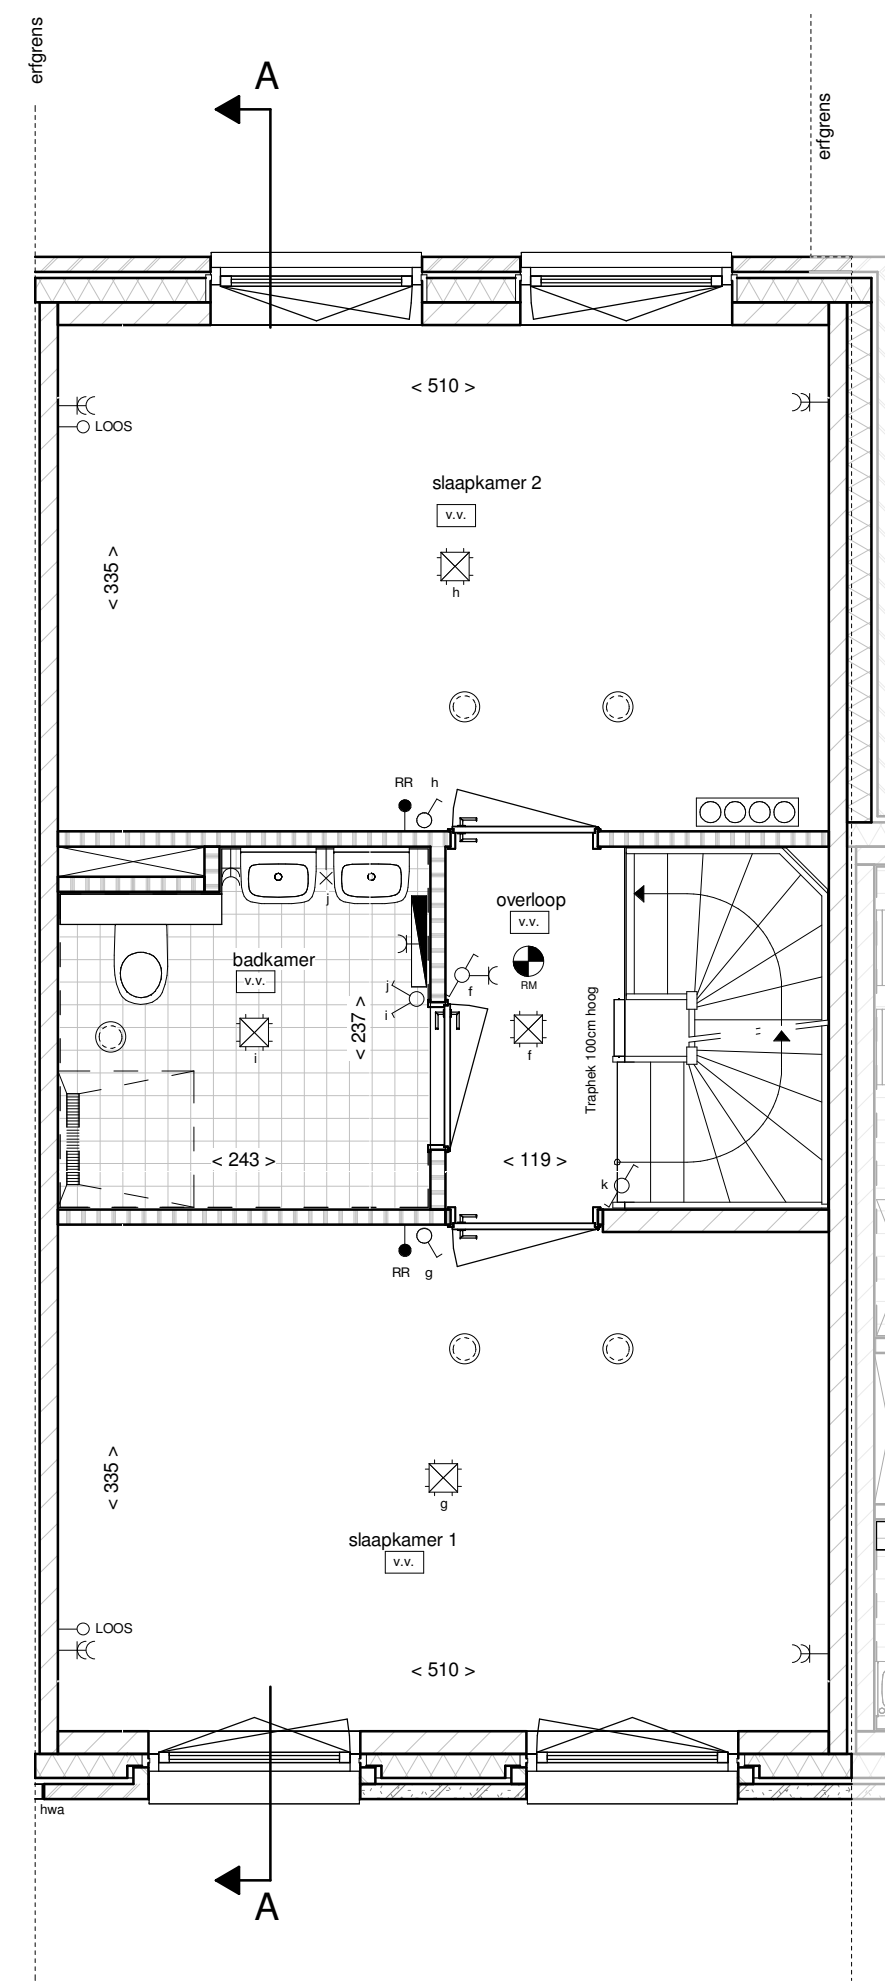 erfgrens
A
erfgrens
< 510 >
LOOS
slaapkamer 2
v.v.
< 335 >
h
RR h
j
overloop
v.v.
badkamer
v.v.
RM
j
f
i
< 237 >
Traphek 100cm hoog
i
f
< 243 >
< 119 >
k
RR g
< 335 >
g
slaapkamer 1
v.v.
LOOS
< 510 >
hwa
A